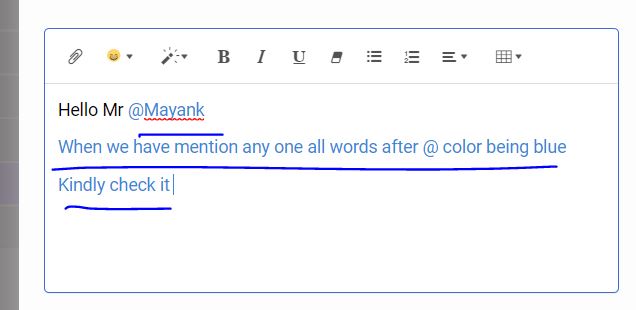 B I U
Hello Mr @Mayank
When we have mention any one all words after @ color being blue
Kindly check it